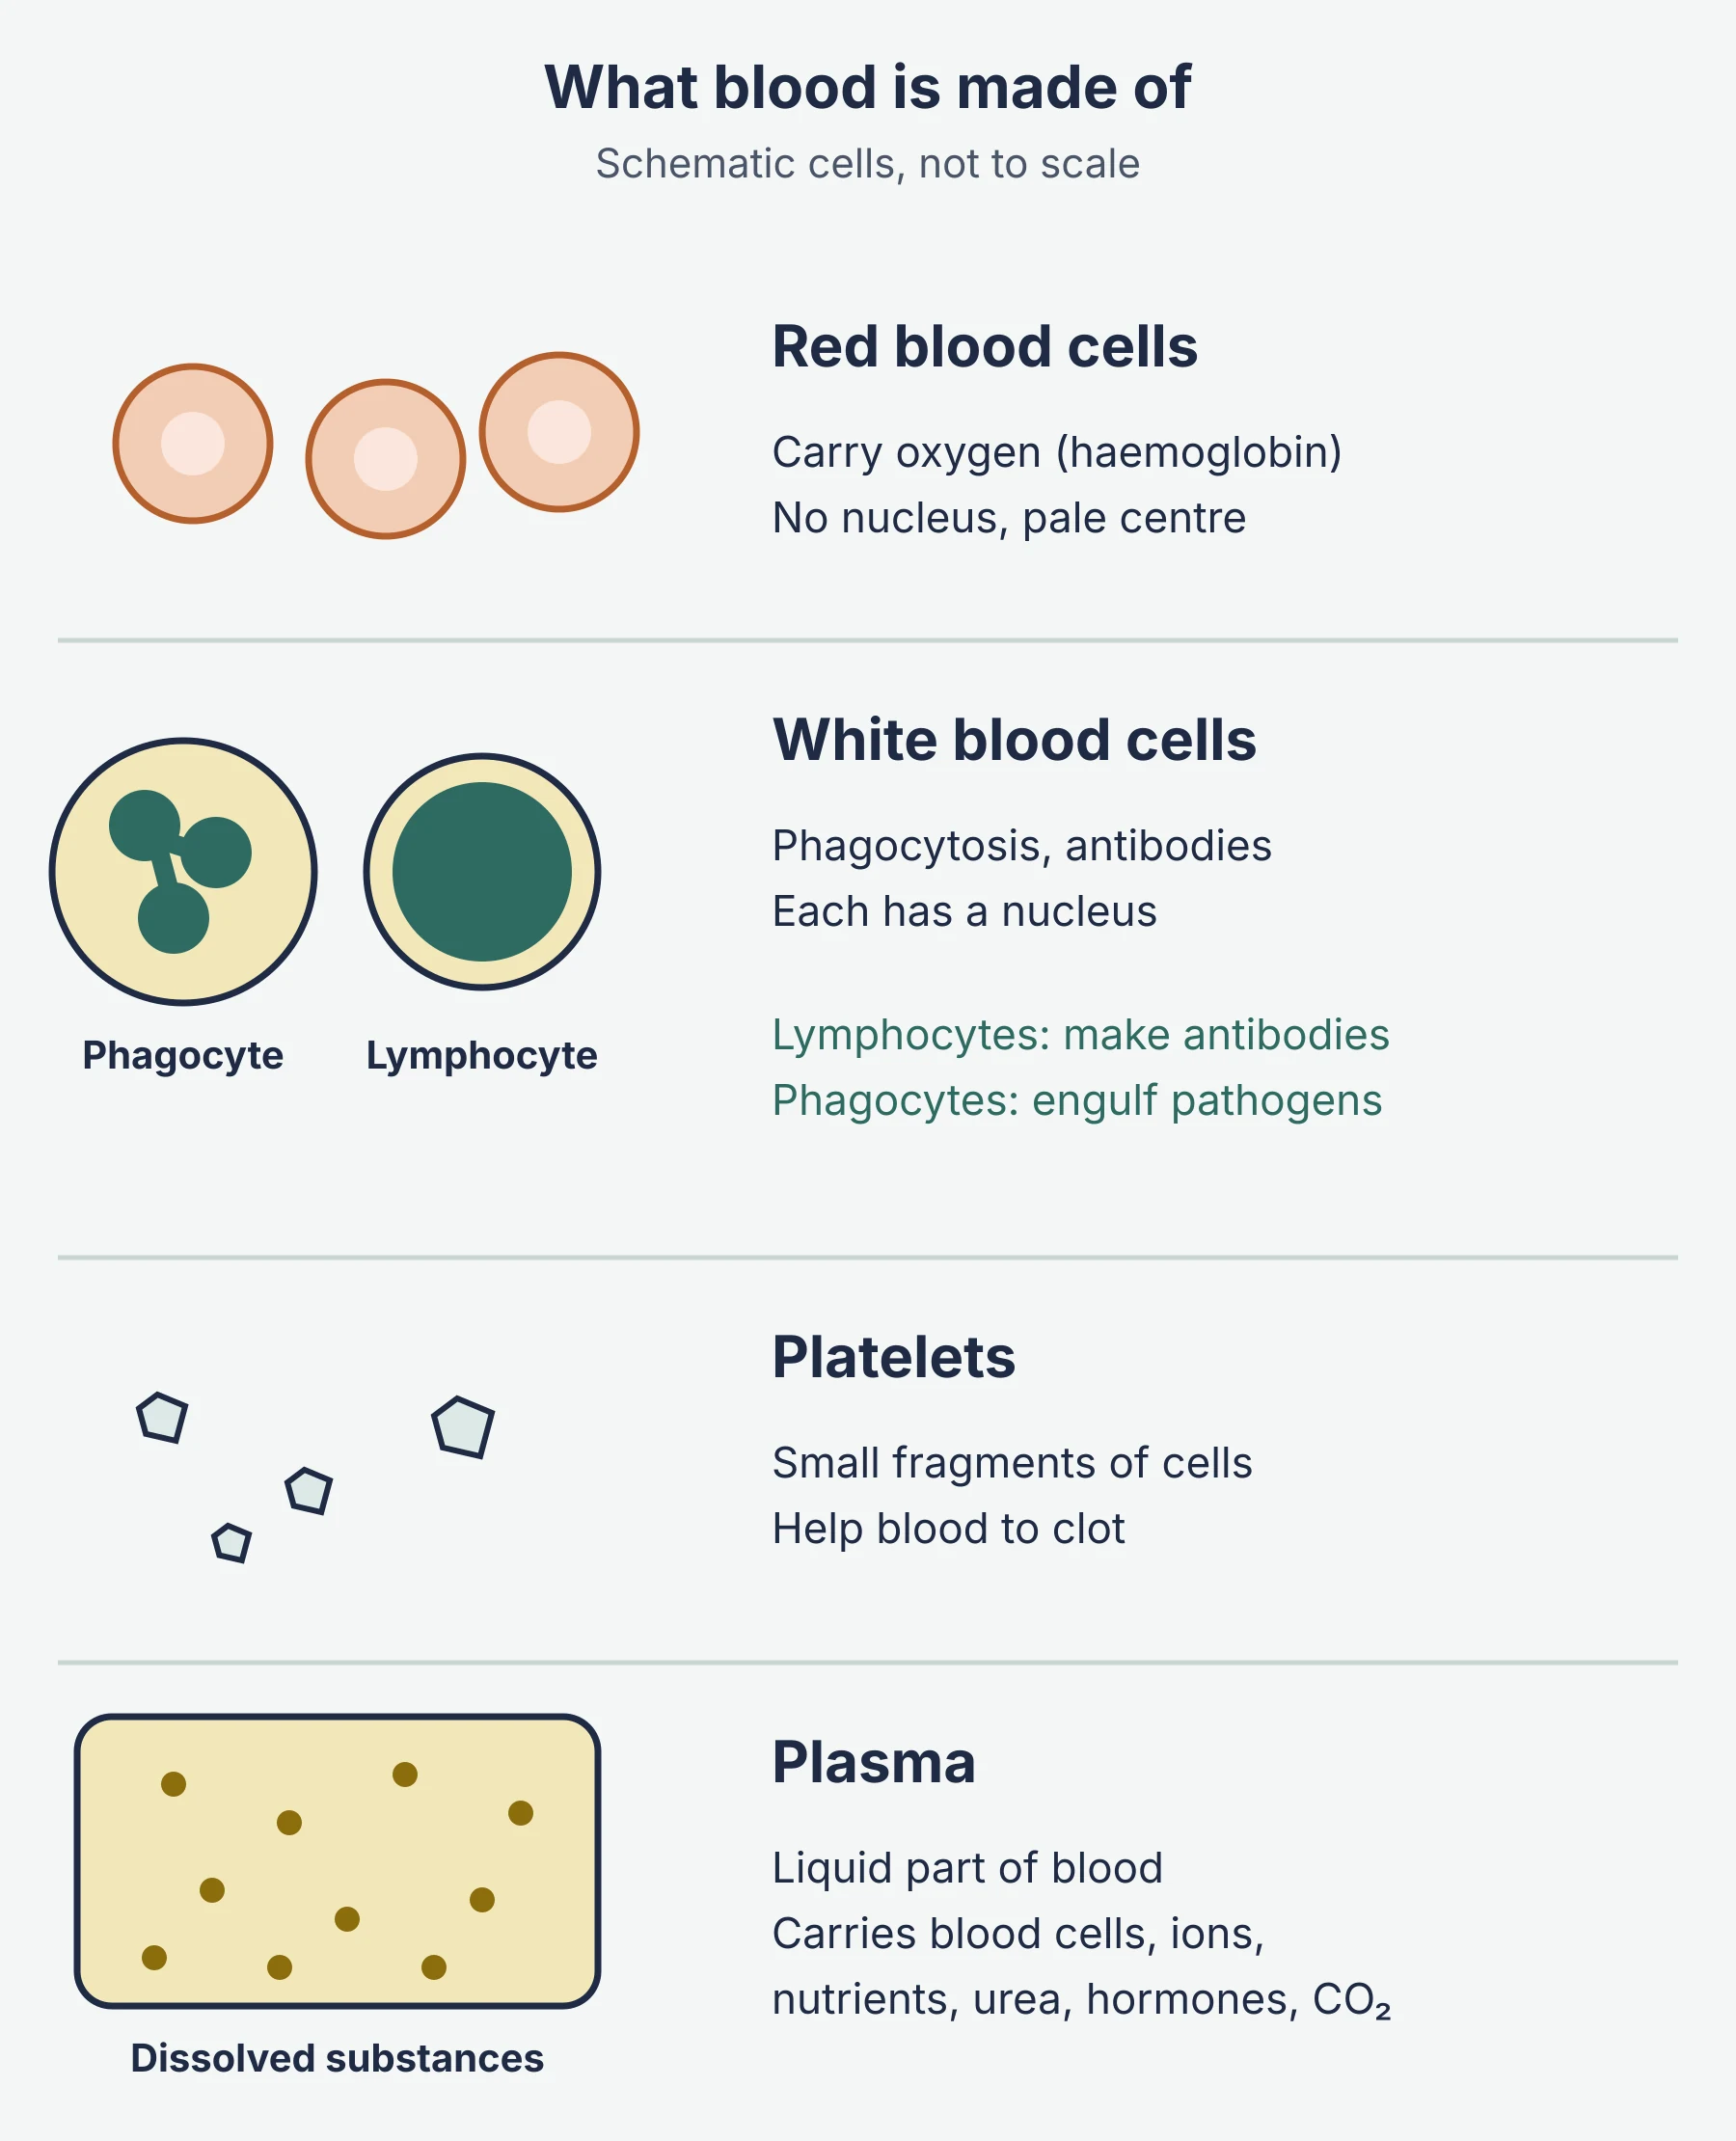 What blood is made of
Schematic cells, not to scale
Red blood cells
Carry oxygen (haemoglobin)
No nucleus, pale centre
White blood cells
Phagocytosis, antibodies
Each has a nucleus
Lymphocytes: make antibodies
Phagocytes: engulf pathogens
Phagocyte
Lymphocyte
Platelets
Small fragments of cells
Help blood to clot
Plasma
Liquid part of blood
Carries blood cells, ions,
nutrients, urea, hormones, CO₂
Dissolved substances